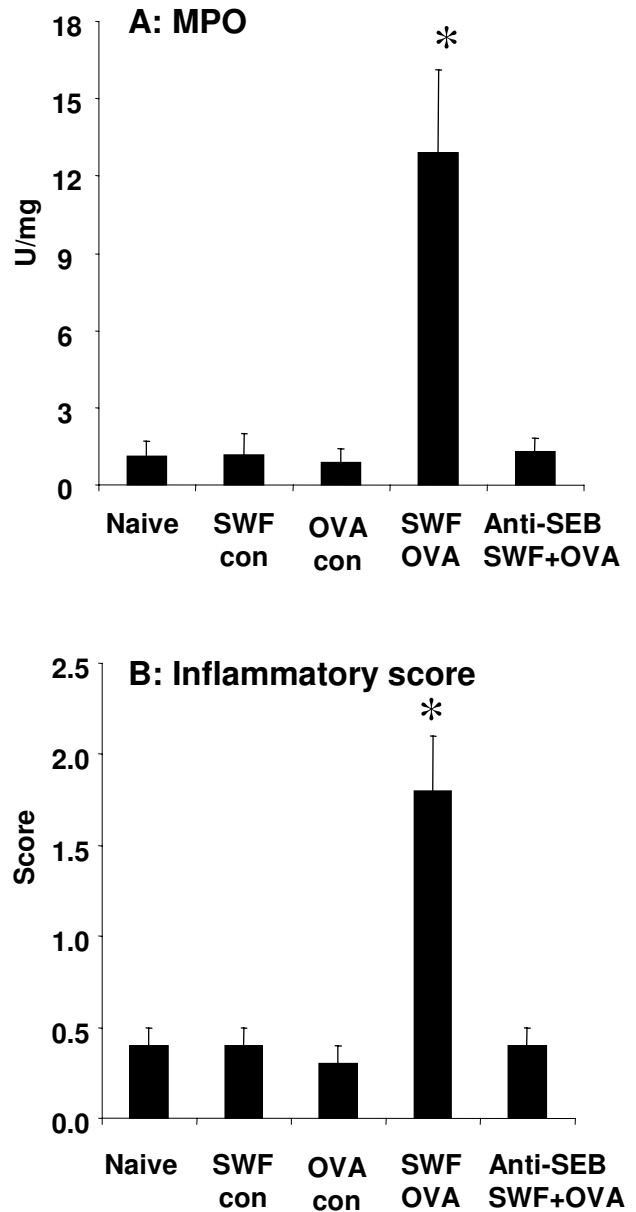 A: MPO
*
18
15
12
9
6
3
0
U/mg
Naive SWF OVA SWF Anti-SEB
con con OVA SWF+OVA
B: Inflammatory score
*
2.5
2.0
1.5
1.0
0.5
0.0
Score
Naive SWF OVA SWF Anti-SEB
con con OVA SWF+OVA